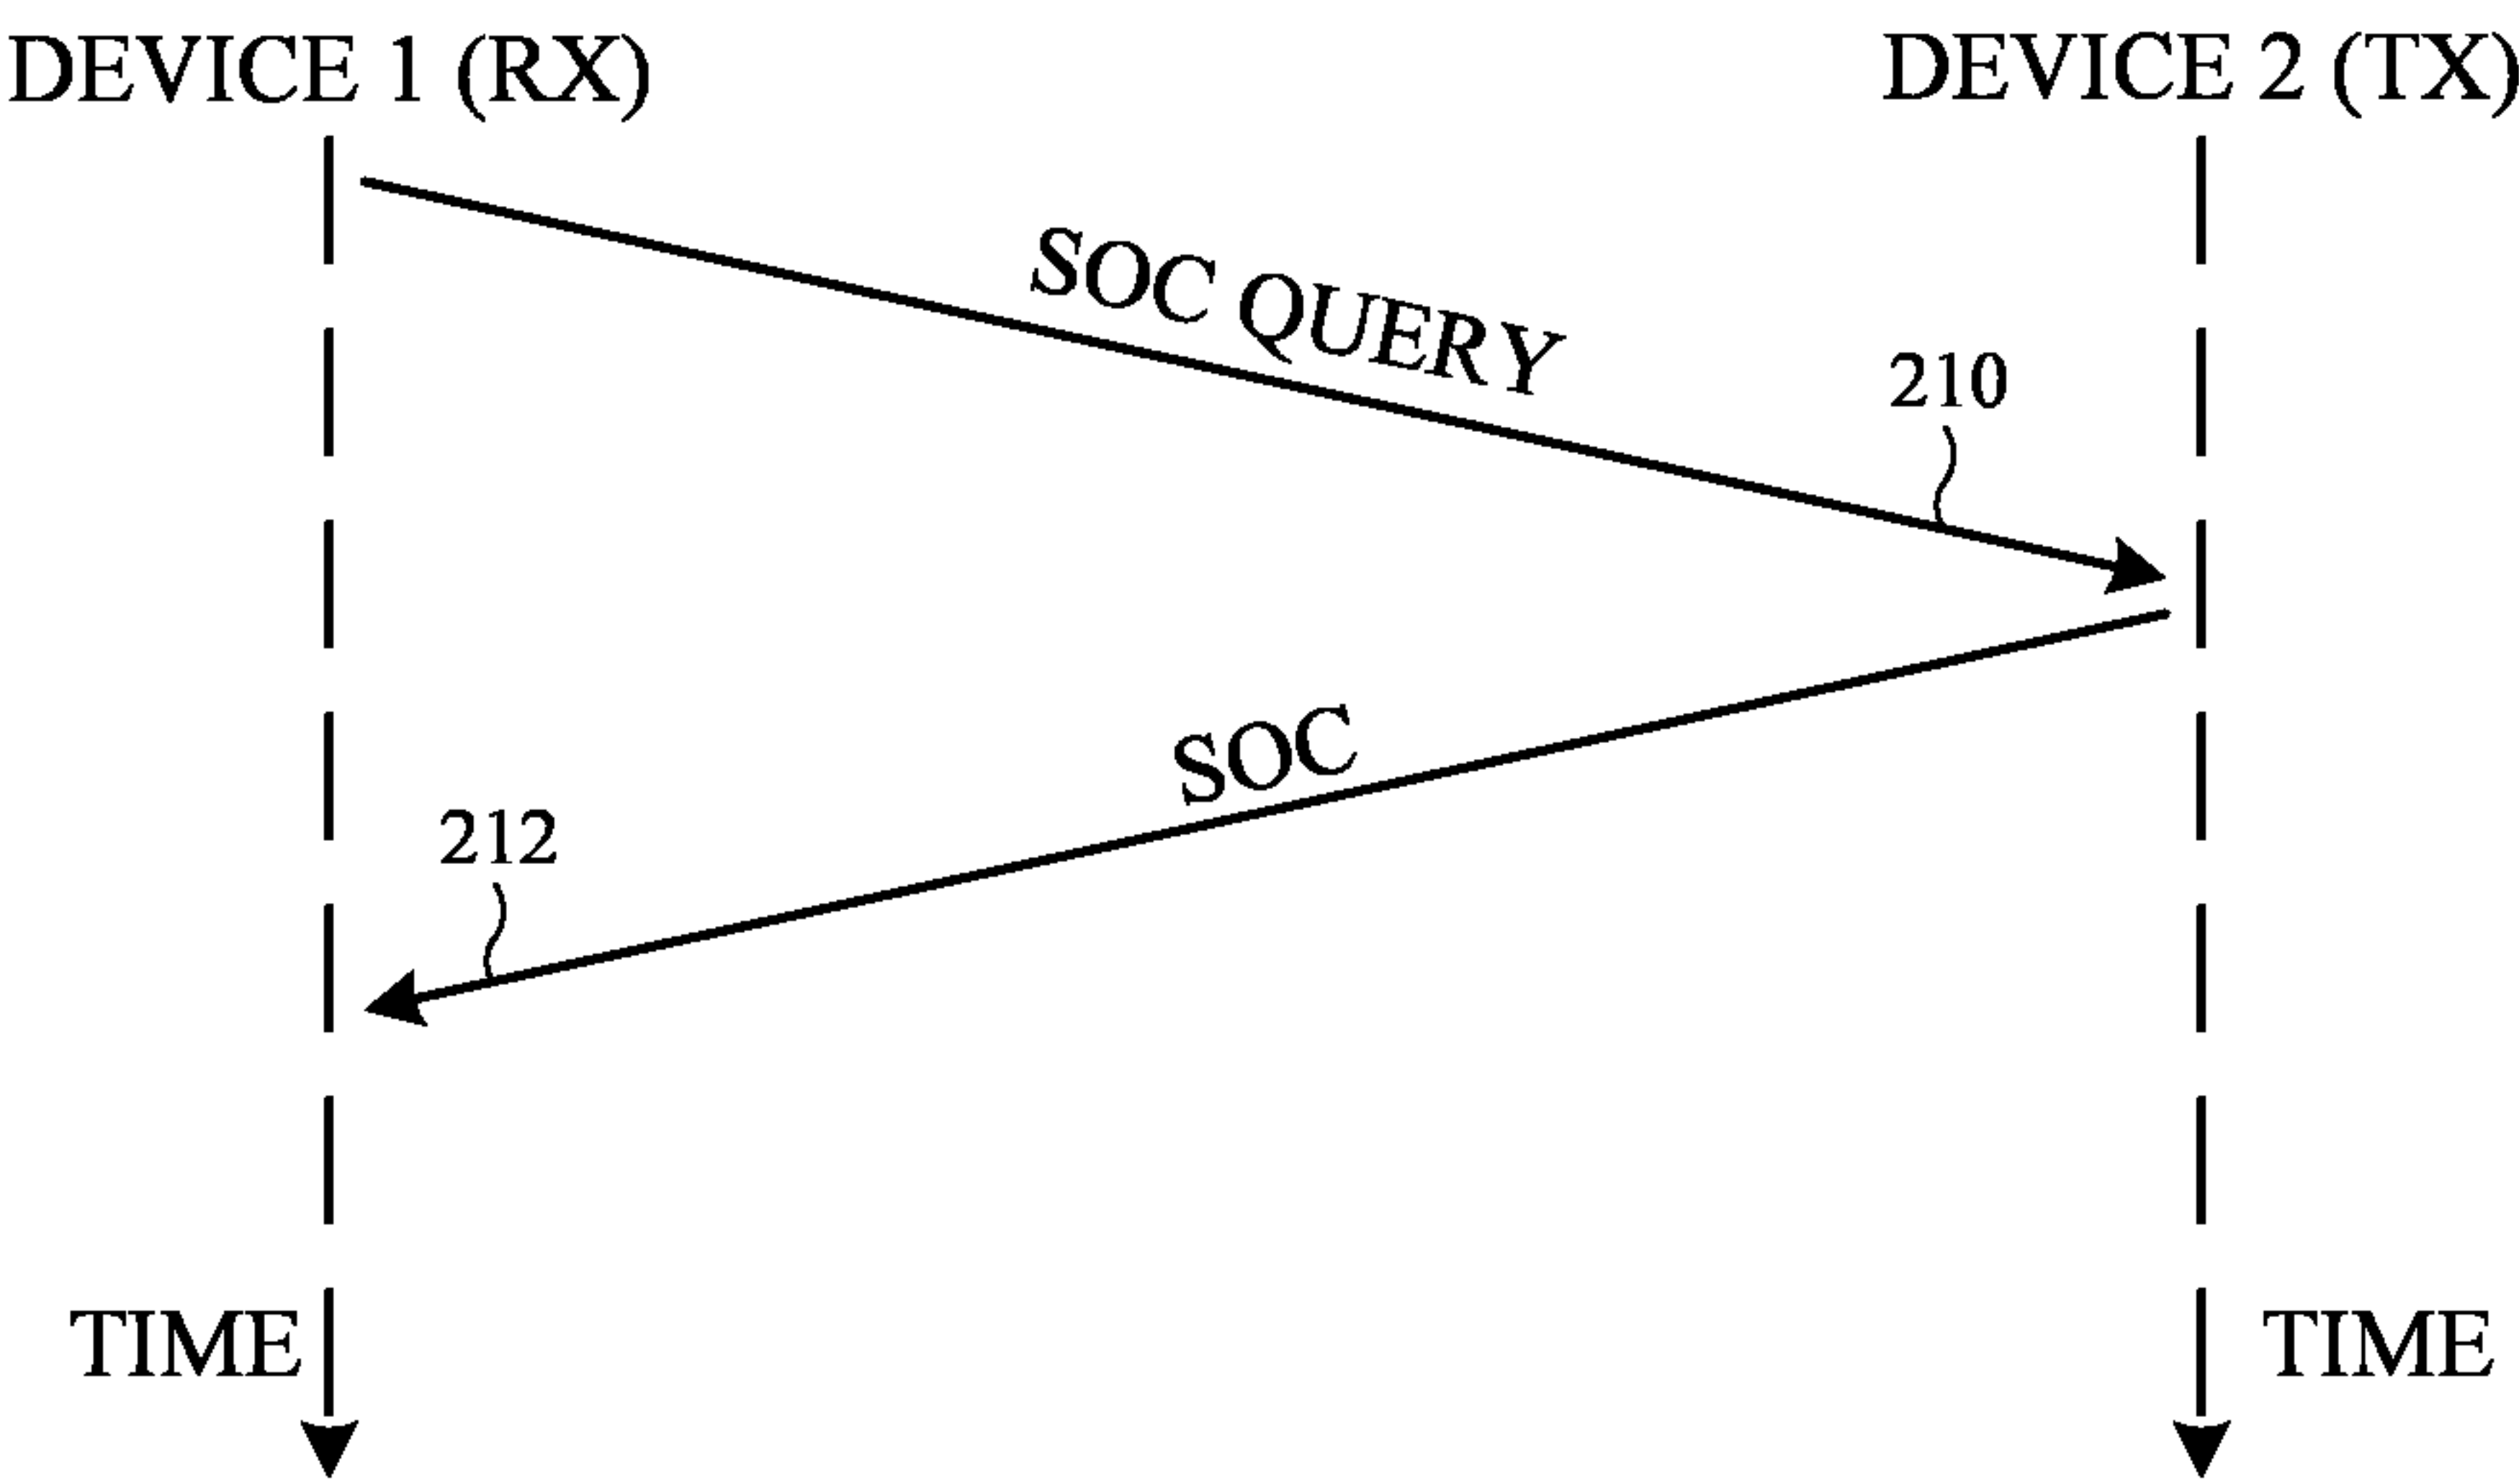 DEVICE 1 (RX)
DEVICE 2 (TX)
SOC QUERY
210
SOC
212
TIME
TIME